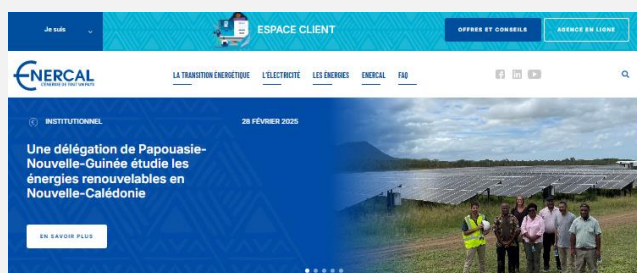 Je suis
ESPACE CLIENT
OFFRES ET CONSEILS
AGENCE EN LIGNE
ENERCAL
L'ÉNERGIE DE TOUT UN PAYS
LA TRANSITION ÉNERGÉTIQUE
L'ÉLECTRICITÉ
LES ÉNERGIES
ENERCAL
FAQ
INSTITUTIONNEL
28 FÉVRIER 2025
Une délégation de Papouasie-
Nouvelle-Guinée étudie les
énergies renouvelables en
Nouvelle-Calédonie
EN SAVOIR PLUS